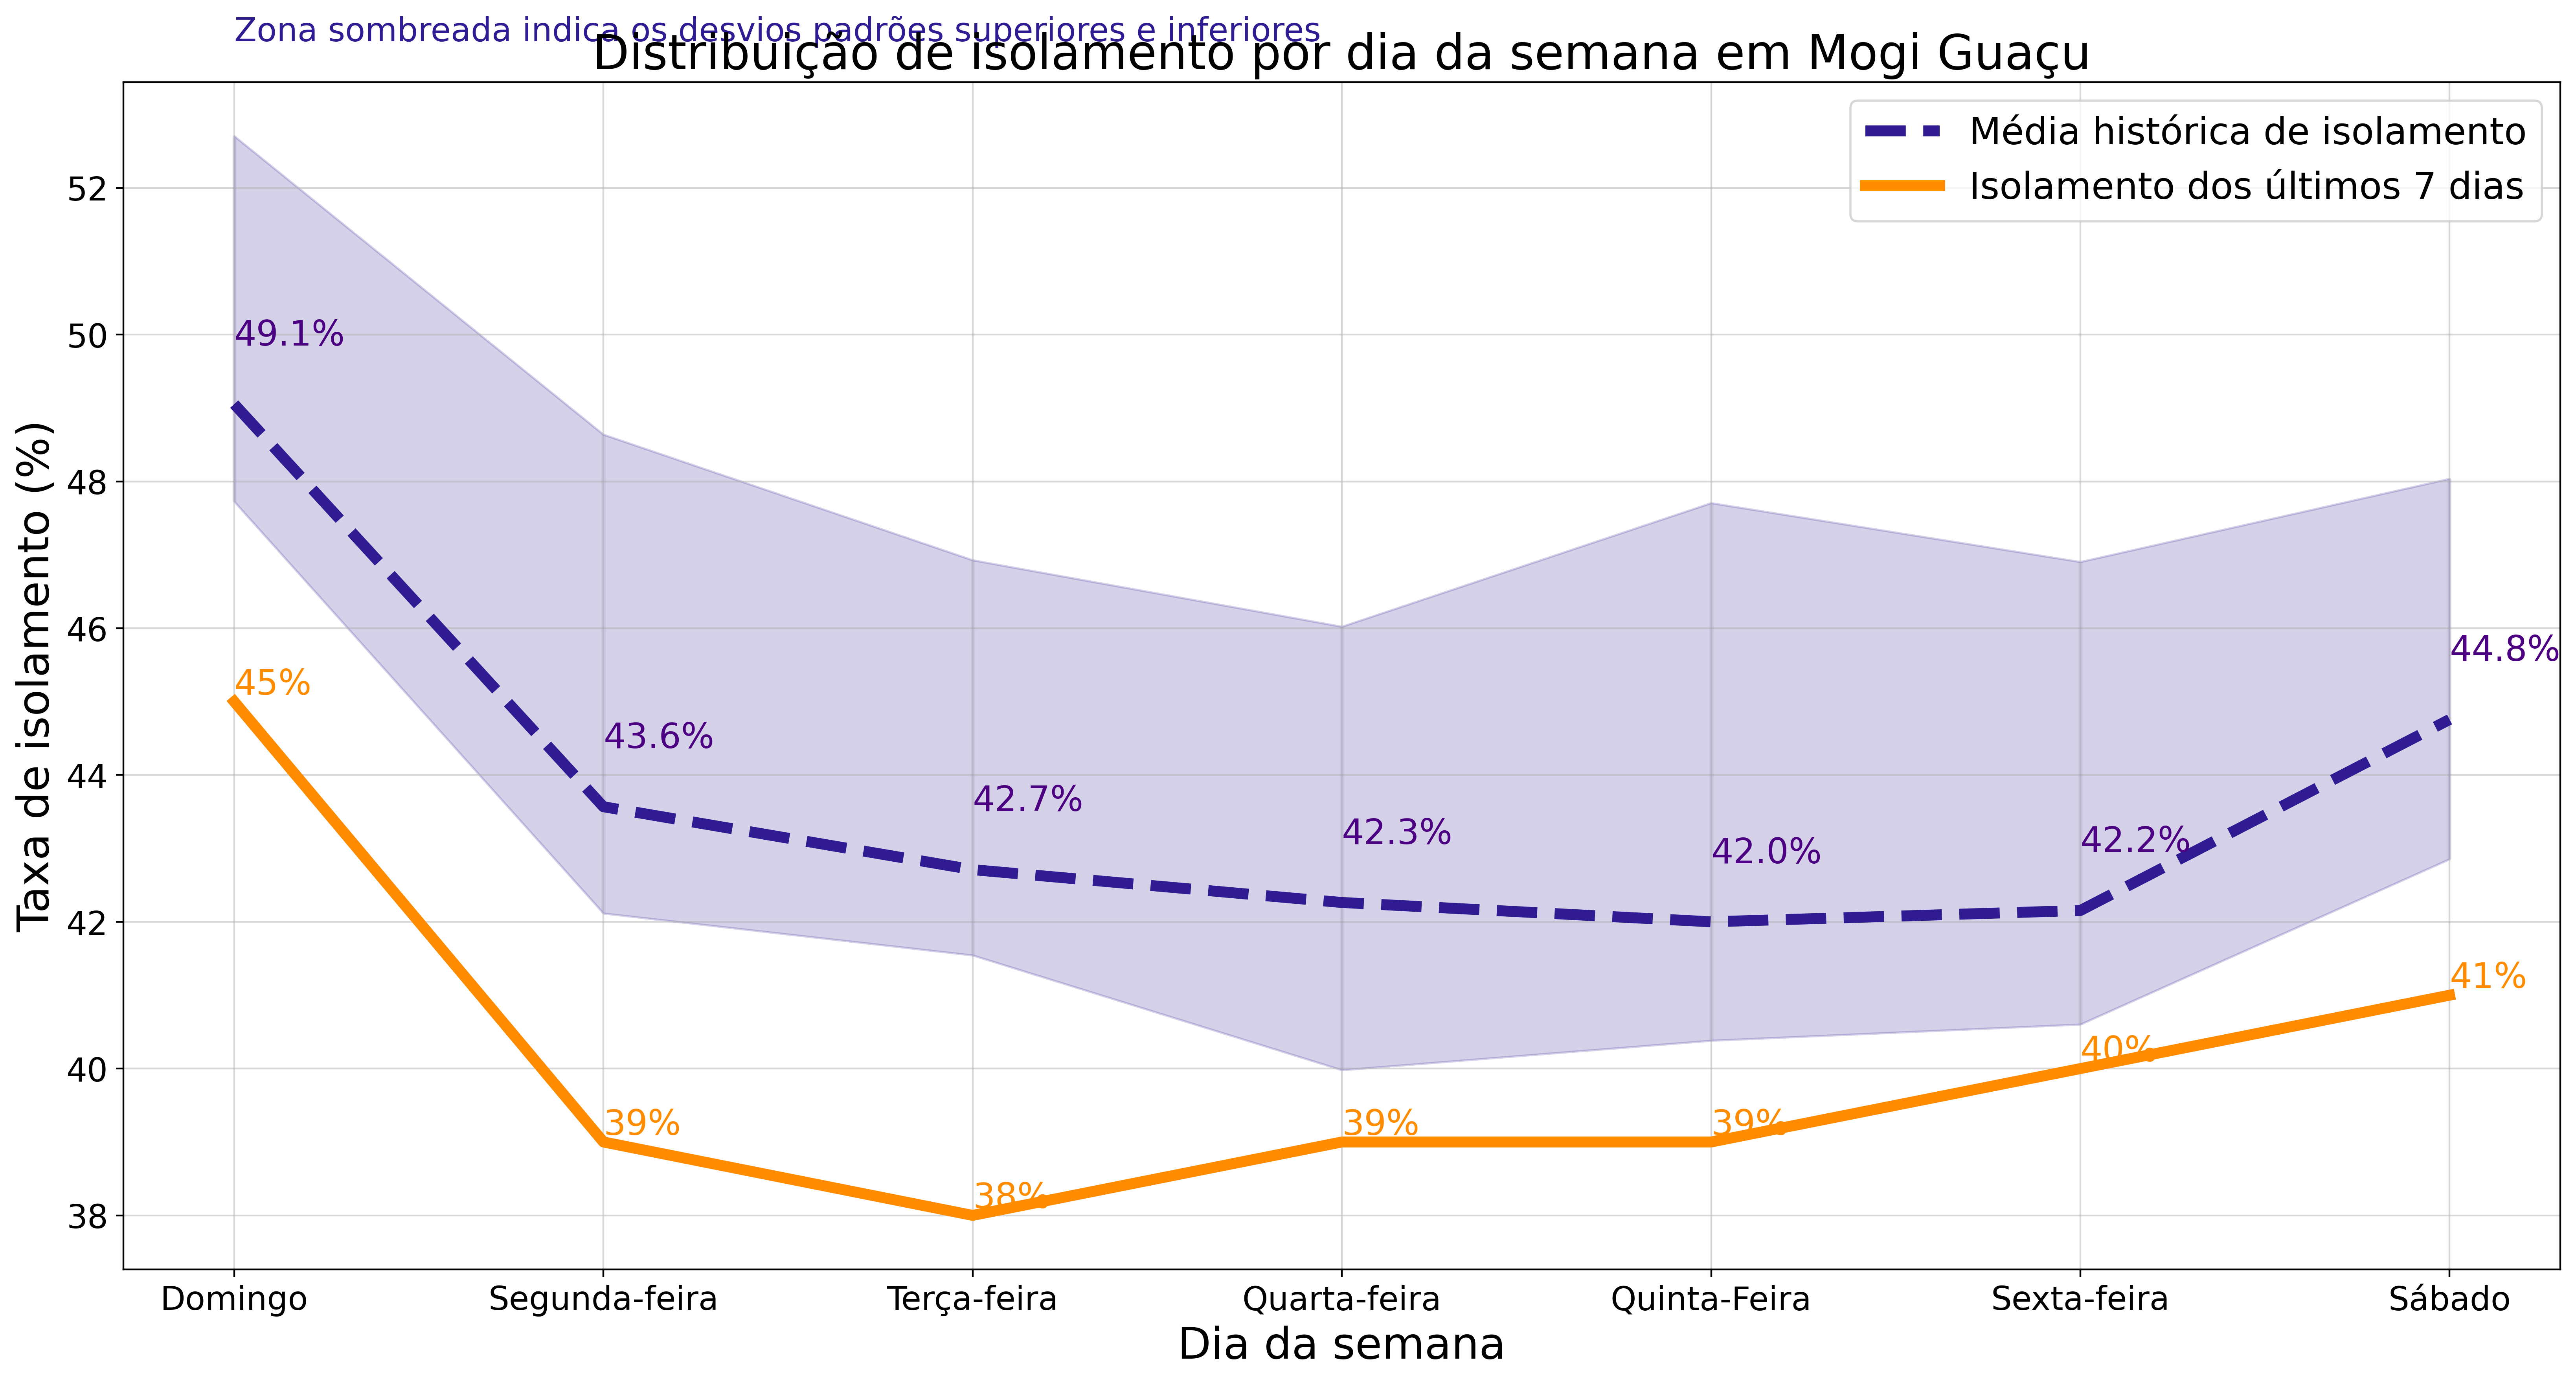 Zona sombreada indica os desvios padrões superiores e inferiores
Distribuição de isolamento por dia da semana em Mogi Guaçu
Média histórica de isolamento
Isolamento dos últimos 7 dias
Taxa de isolamento (%)
52
50
48
46
44
42
40
38
49.1%
43.6%
42.7%
42.3%
42.0%
42.2%
44.8%
45%
39%
38%
39%
39%
40%
41%
Domingo
Segunda-feira
Terça-feira
Quarta-feira
Quinta-Feira
Sexta-feira
Sábado
Dia da semana